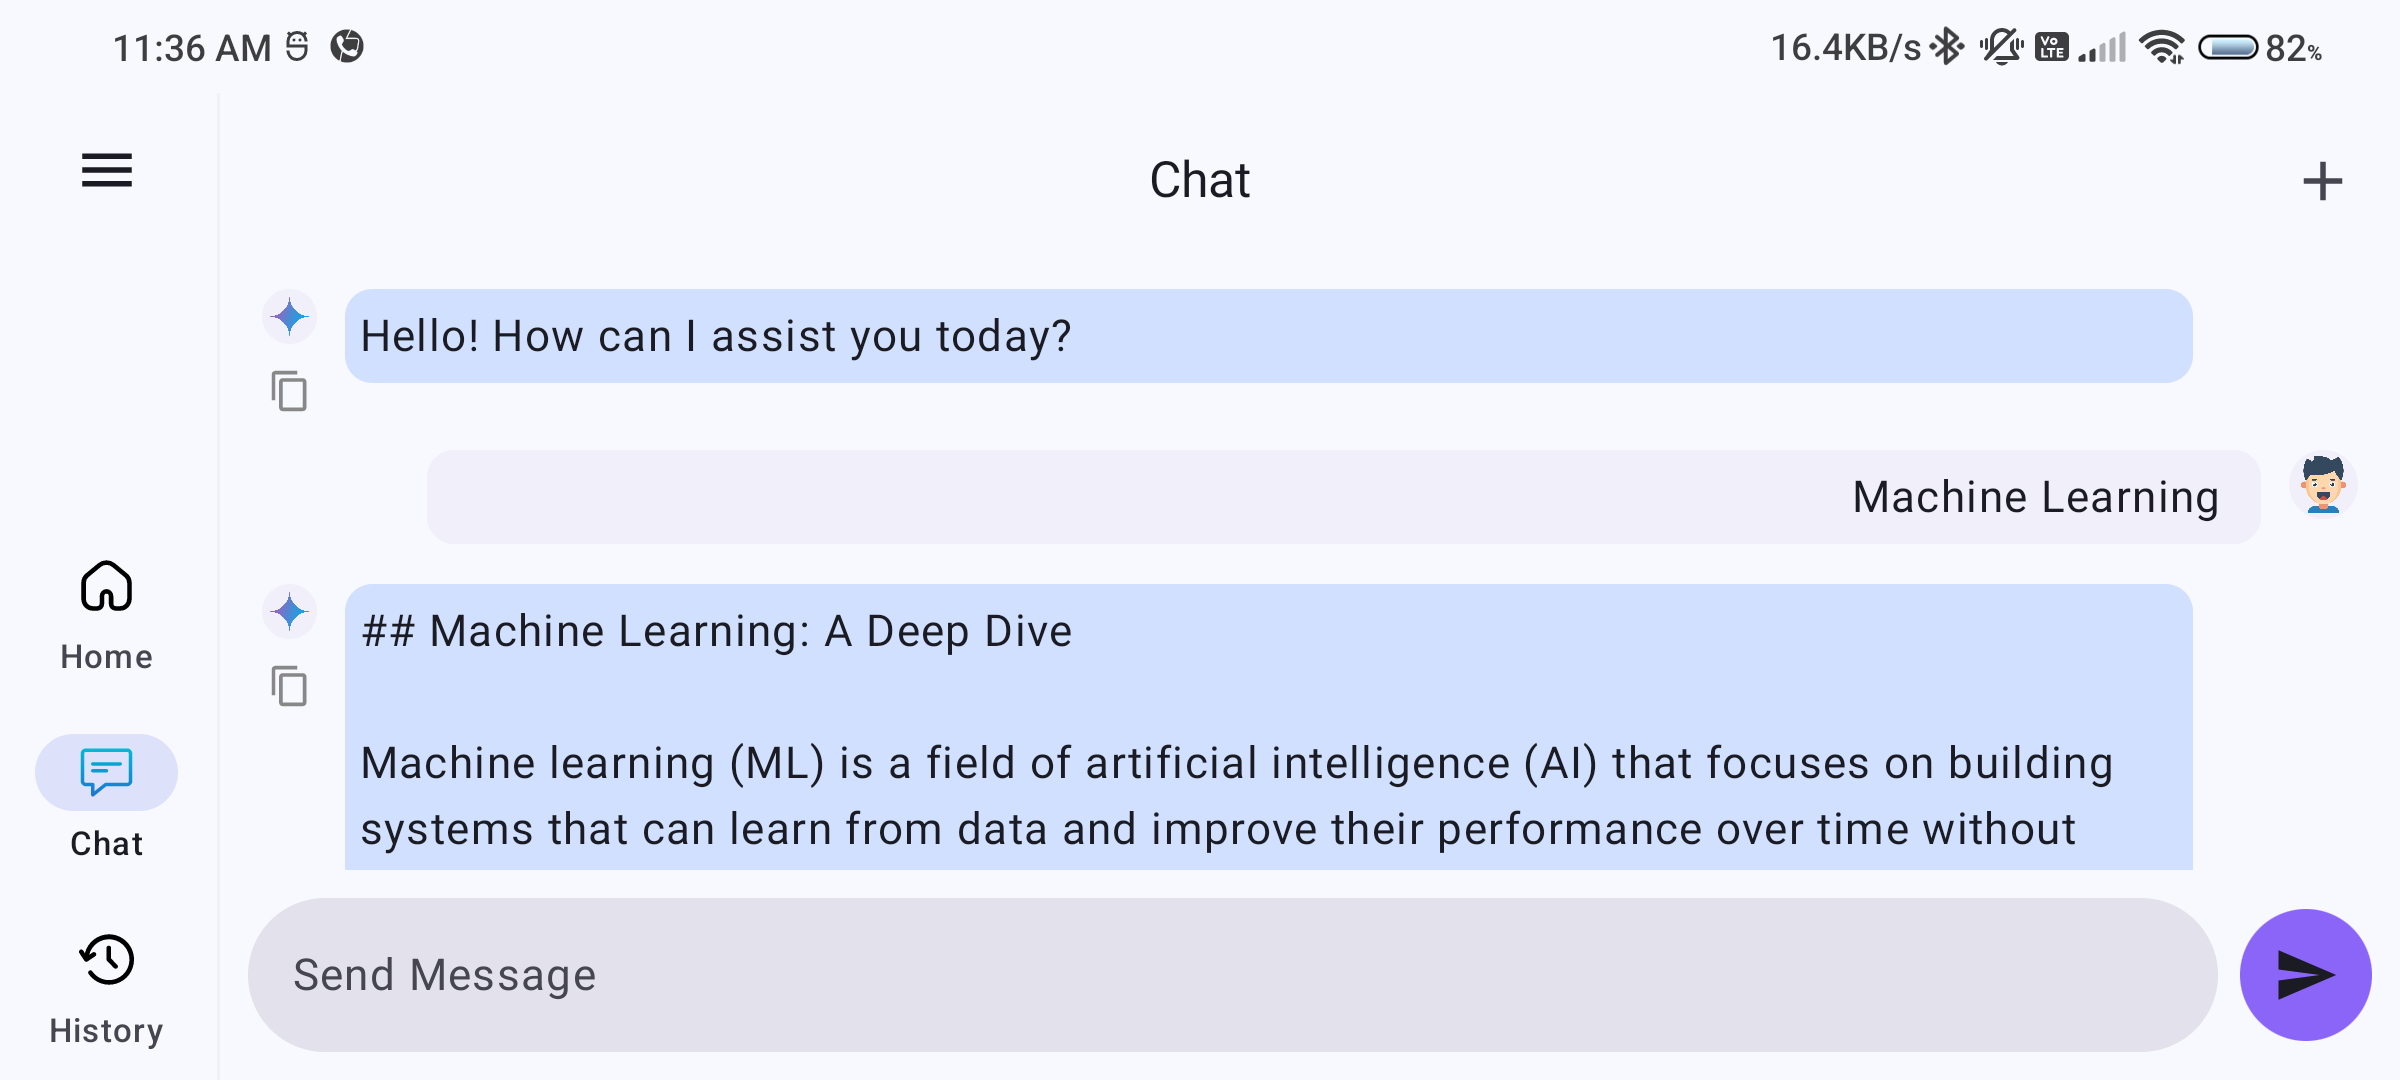 11:36 AM
16.4KB/s Vo LTE 82%
Chat
Hello! How can I assist you today?
Machine Learning
## Machine Learning: A Deep Dive
Machine learning (ML) is a field of artificial intelligence (AI) that focuses on building
systems that can learn from data and improve their performance over time without
Home
Chat
History
Send Message